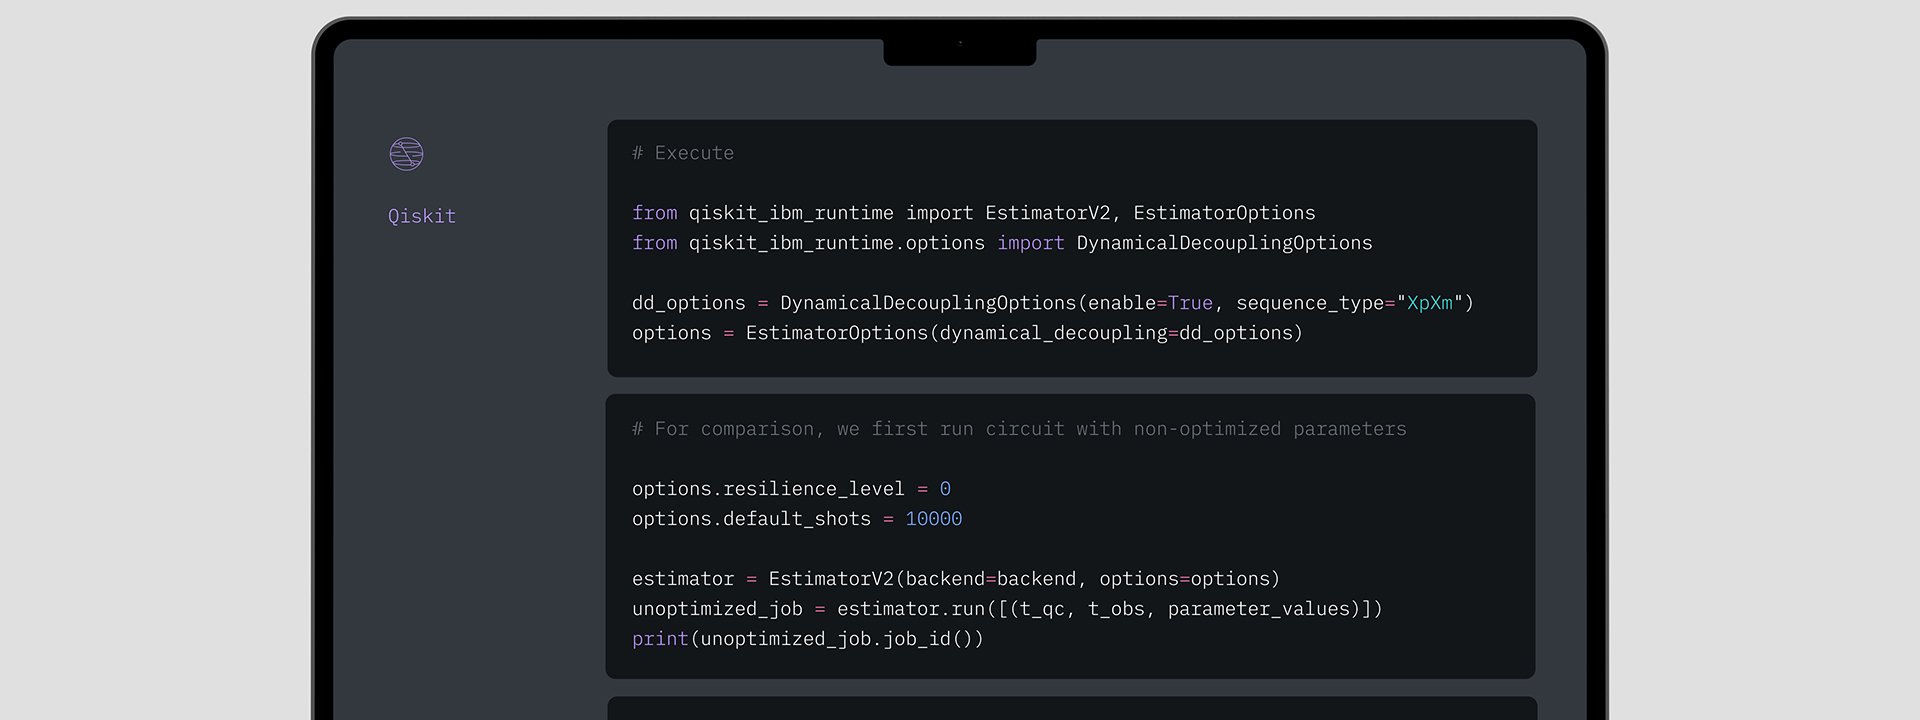 Qiskit
# Execute
from qiskit_ibm_runtime import EstimatorV2, EstimatorOptions
from qiskit_ibm_runtime.options import DynamicalDecouplingOptions
dd_options = DynamicalDecouplingOptions(enable=True, sequence_type="XpXm")
options = EstimatorOptions(dynamical_decoupling=dd_options)
# For comparison, we first run circuit with non-optimized parameters
options.resilience_level = 0
options.default_shots = 10000
estimator = EstimatorV2(backend=backend, options=options)
unoptimized_job = estimator.run([(t_qc, t_obs, parameter_values)])
print(unoptimized_job.job_id())